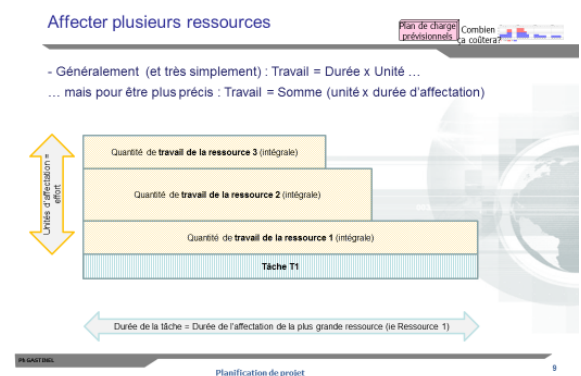 Affecter plusieurs ressources
Plan de charge
prévisionnels
Combien
ça coûtera?
- Généralement (et très simplement) : Travail = Durée x Unité …
… mais pour être plus précis : Travail = Somme (unité x durée d'affectation)
Unités d'affectation =
effort
Quantité de travail de la ressource 3 (intégrale)
Quantité de travail de la ressource 2 (intégrale)
Quantité de travail de la ressource 1 (intégrale)
Tâche T1
Durée de la tâche = Durée de l'affectation de la plus grande ressource (ie Ressource 1)
Ph GASTINEL
Planification de projet
9